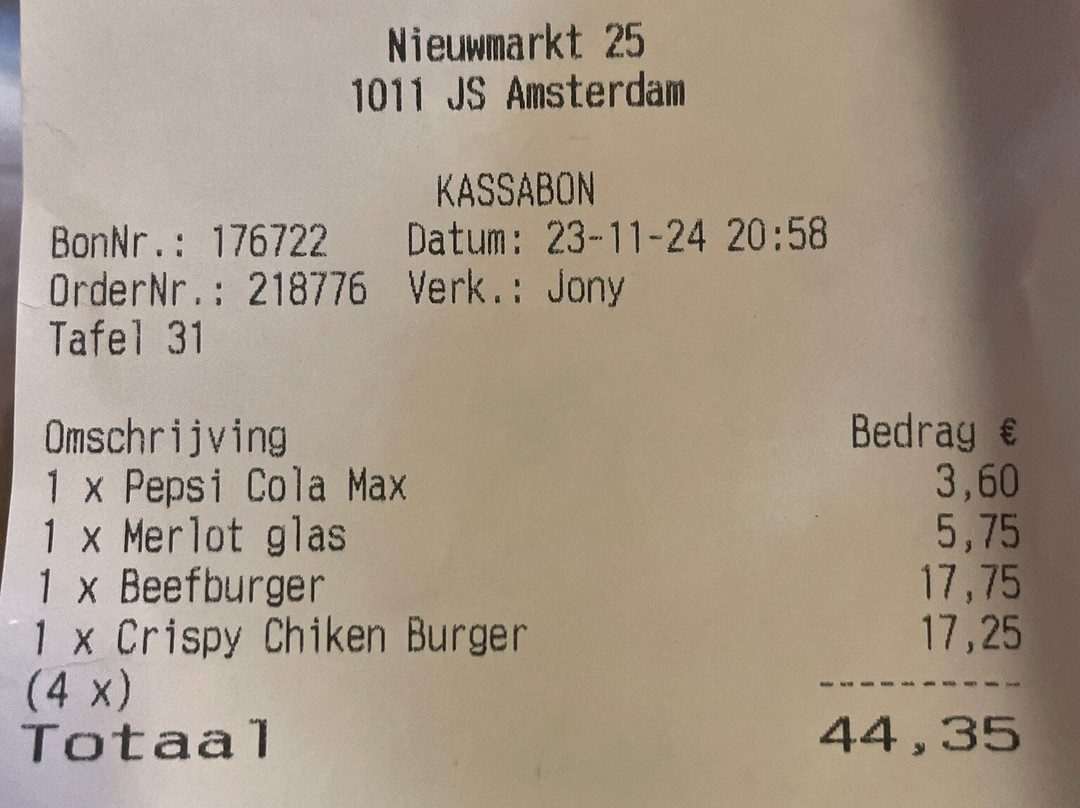 Nieuwmarkt 25
1011 JS Amsterdam
KASSABON
BonNr.: 176722 Datum: 23-11-24 20:58
OrderNr.: 218776 Verk.: Jony
Tafel 31
Omschrijving Bedrag €
1 x Pepsi Cola Max 3,60
1 x Merlot glas 5,75
1 x Beefburger 17,75
1 x Crispy Chiken Burger 17,25
(4 x) ----------
Totaal 44,35